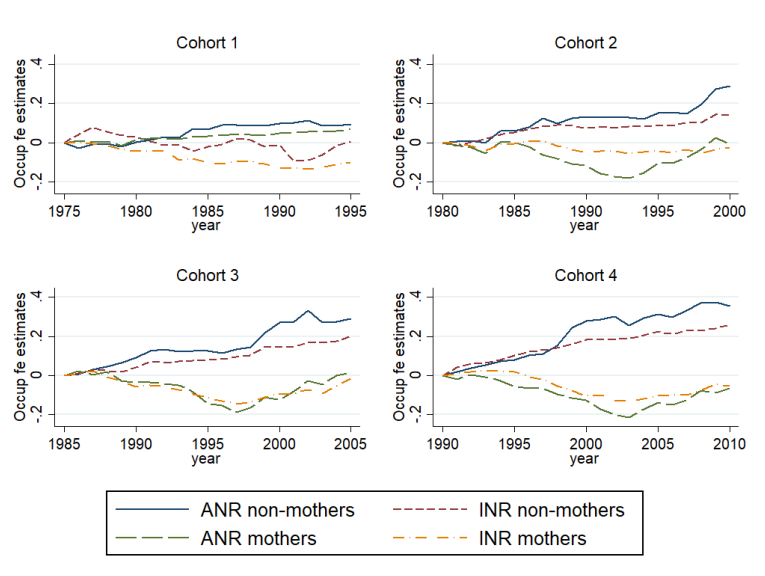 Cohort 1
Occup fe estimates
-.2 0 .2 .4
1975 1980 1985 1990 1995
year
Cohort 2
Occup fe estimates
-.2 0 .2 .4
1980 1985 1990 1995 2000
year
Cohort 3
Occup fe estimates
-.2 0 .2 .4
1985 1990 1995 2000 2005
year
Cohort 4
Occup fe estimates
-.2 0 .2 .4
1990 1995 2000 2005 2010
year
ANR non-mothers INR non-mothers
ANR mothers INR mothers